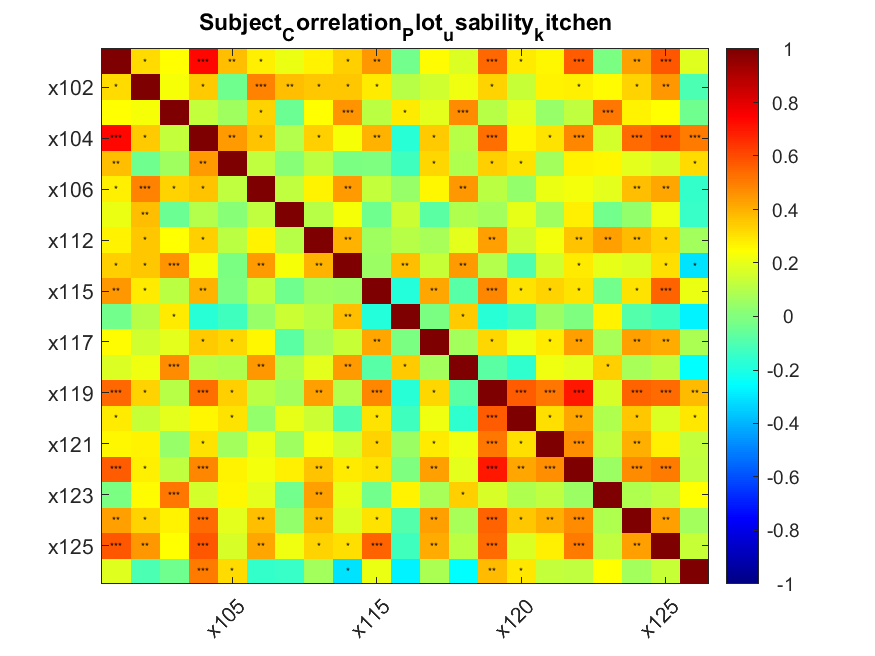 Subject_Correlation_Plot_usability_kitchen
x102
x104
x106
x112
x115
x117
x119
x121
x123
x125
x105
x115
x120
x125
1
0.8
0.6
0.4
0.2
0
-0.2
-0.4
-0.6
-0.8
-1